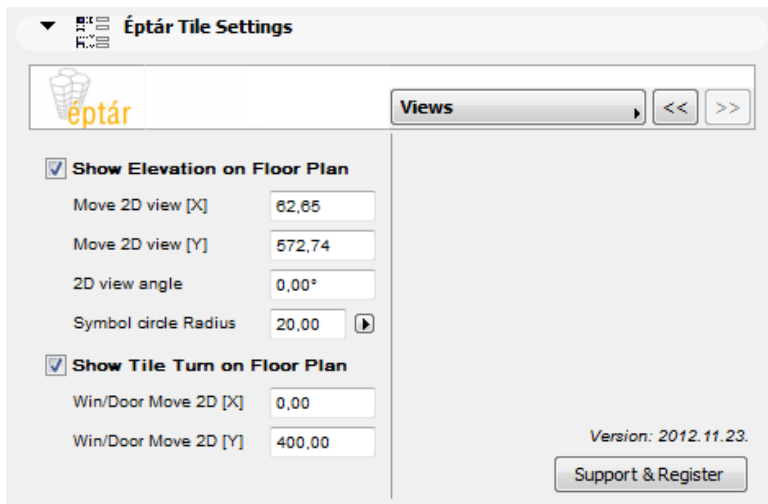 Éptár Tile Settings
éptár
Views
<<
>>
Show Elevation on Floor Plan
Move 2D view [X] 62,65
Move 2D view [Y] 572,74
2D view angle 0,00°
Symbol circle Radius 20,00
Show Tile Turn on Floor Plan
Win/Door Move 2D [X] 0,00
Win/Door Move 2D [Y] 400,00
Version: 2012.11.23.
Support & Register